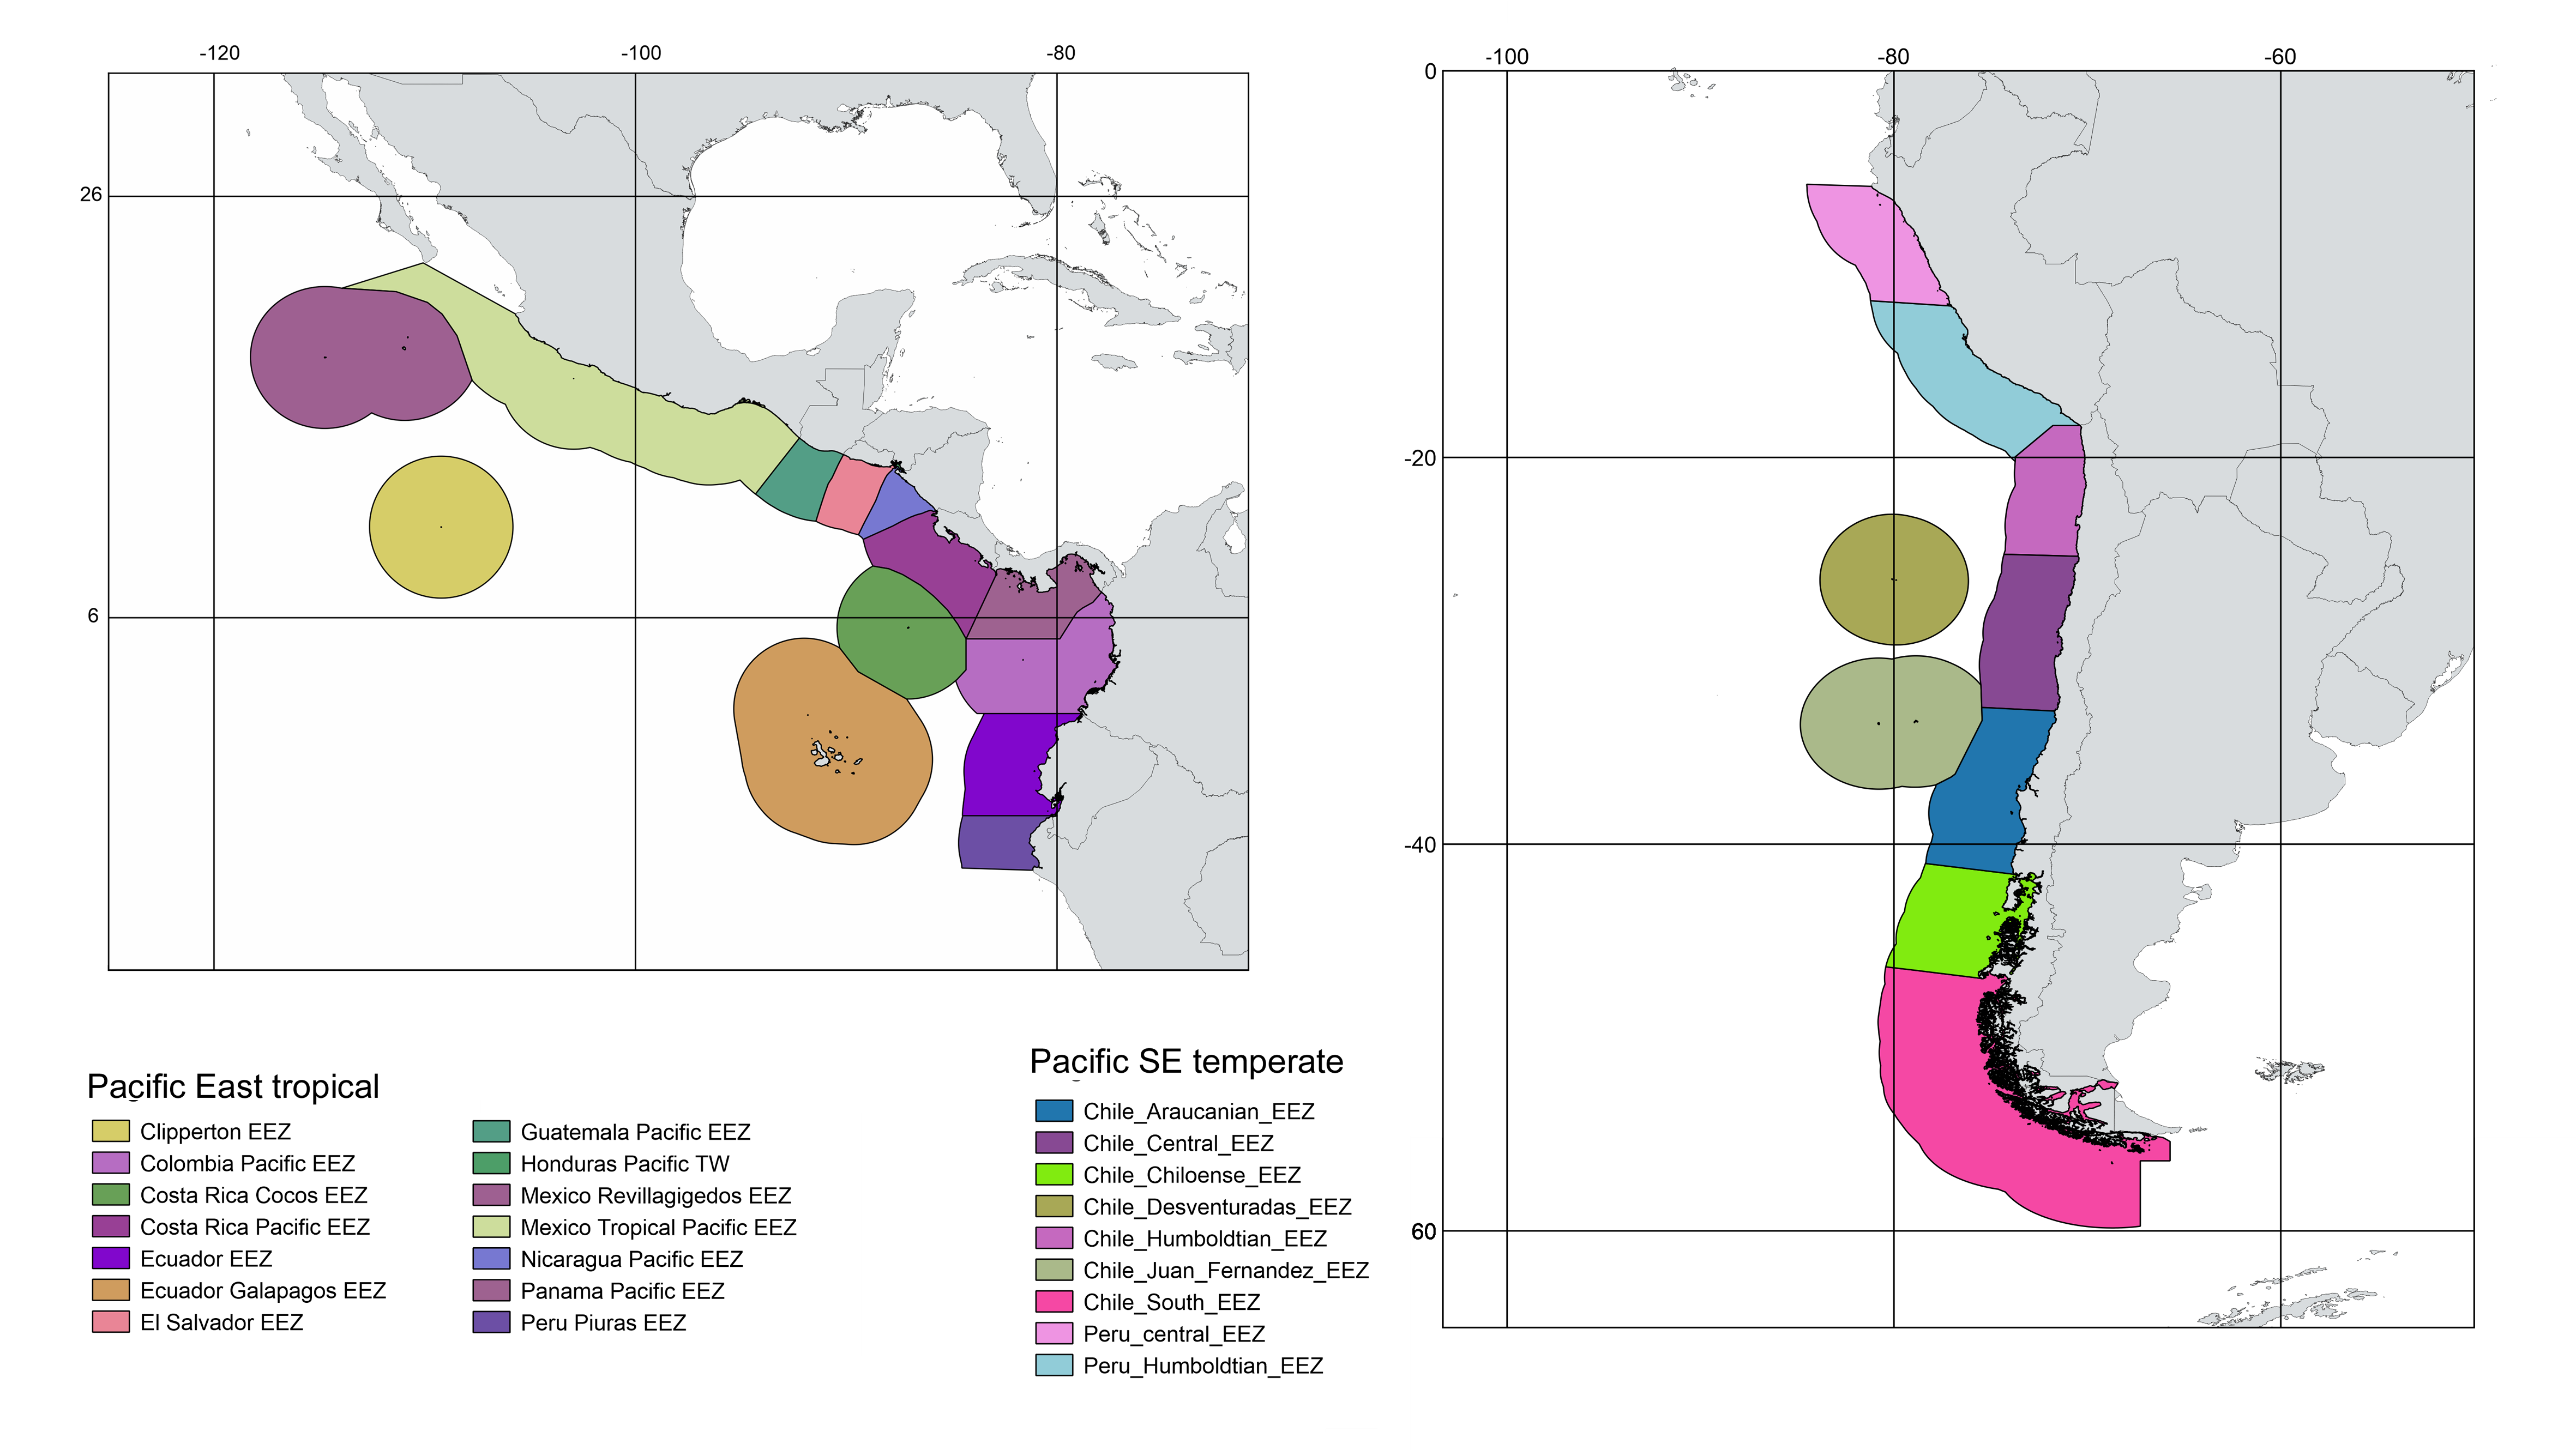 -120 -100 -80
26
6
-100 -80 -60
0
-20
-40
60
Pacific East tropical
Clipperton EEZ
Colombia Pacific EEZ
Costa Rica Cocos EEZ
Costa Rica Pacific EEZ
Ecuador EEZ
Ecuador Galapagos EEZ
El Salvador EEZ
Guatemala Pacific EEZ
Honduras Pacific TW
Mexico Revillagigedos EEZ
Mexico Tropical Pacific EEZ
Nicaragua Pacific EEZ
Panama Pacific EEZ
Peru Piuras EEZ
Pacific SE temperate
Chile_Araucanian_EEZ
Chile_Central_EEZ
Chile_Chiloense_EEZ
Chile_Desventuradas_EEZ
Chile_Humboldtian_EEZ
Chile_Juan_Fernandez_EEZ
Chile_South_EEZ
Peru_central_EEZ
Peru_Humboldtian_EEZ